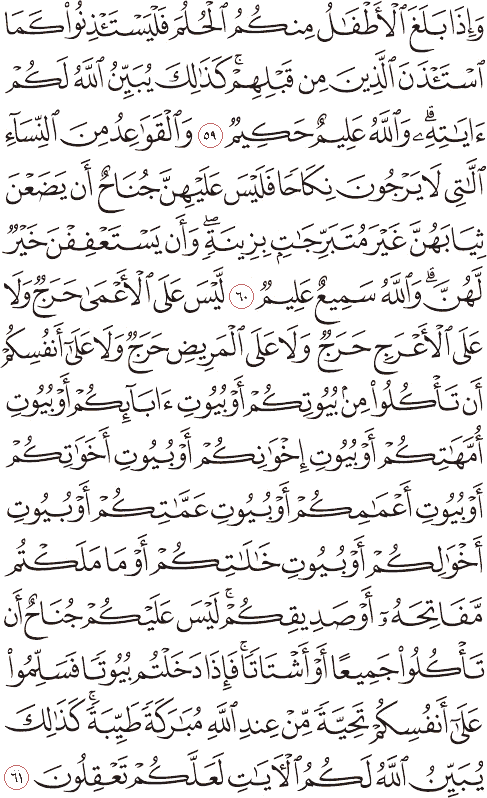 وَإِذَا بَلَغَ ٱلْأَطْفَٰلُ مِنكُمُ ٱلْحُلُمَ فَلْيَسْتَـْٔذِنُوا۟ كَمَا
ٱسْتَـْٔذَنَ ٱلَّذِينَ مِن قَبْلِهِمْ ۚ كَذَٰلِكَ يُبَيِّنُ ٱللَّهُ لَكُمْ
ءَايَٰتِهِۦ ۗ وَٱللَّهُ عَلِيمٌ حَكِيمٌ ٥٩ وَٱلْقَوَٰعِدُ مِنَ ٱلنِّسَآءِ
ٱلَّٰتِى لَا يَرْجُونَ نِكَاحًا فَلَيْسَ عَلَيْهِنَّ جُنَاحٌ أَن يَضَعْنَ
ثِيَابَهُنَّ غَيْرَ مُتَبَرِّجَٰتٍۭ بِزِينَةٍ ۖ وَأَن يَسْتَعْفِفْنَ خَيْرٌ
لَّهُنَّ ۗ وَٱللَّهُ سَمِيعٌ عَلِيمٌ ٦٠ لَّيْسَ عَلَى ٱلْأَعْمَىٰ حَرَجٌ وَلَا
عَلَى ٱلْأَعْرَجِ حَرَجٌ وَلَا عَلَى ٱلْمَرِيضِ حَرَجٌ وَلَا عَلَىٰٓ أَنفُسِكُمْ
أَن تَأْكُلُوا۟ مِنۢ بُيُوتِكُمْ أَوْ بُيُوتِ ءَابَآئِكُمْ أَوْ بُيُوتِ
أُمَّهَٰتِكُمْ أَوْ بُيُوتِ إِخْوَٰنِكُمْ أَوْ بُيُوتِ أَخَوَٰتِكُمْ
أَوْ بُيُوتِ أَعْمَٰمِكُمْ أَوْ بُيُوتِ عَمَّٰتِكُمْ أَوْ بُيُوتِ
أَخْوَٰلِكُمْ أَوْ بُيُوتِ خَٰلَٰتِكُمْ أَوْ مَا مَلَكْتُم
مَّفَاتِحَهُۥٓ أَوْ صَدِيقِكُمْ ۚ لَيْسَ عَلَيْكُمْ جُنَاحٌ أَن
تَأْكُلُوا۟ جَمِيعًا أَوْ أَشْتَاتًا ۚ فَإِذَا دَخَلْتُم بُيُوتًا فَسَلِّمُوا۟
عَلَىٰٓ أَنفُسِكُمْ تَحِيَّةً مِّنْ عِندِ ٱللَّهِ مُبَٰرَكَةً طَيِّبَةً ۚ كَذَٰلِكَ
يُبَيِّنُ ٱللَّهُ لَكُمُ ٱلْءَايَٰتِ لَعَلَّكُمْ تَعْقِلُونَ ٦١